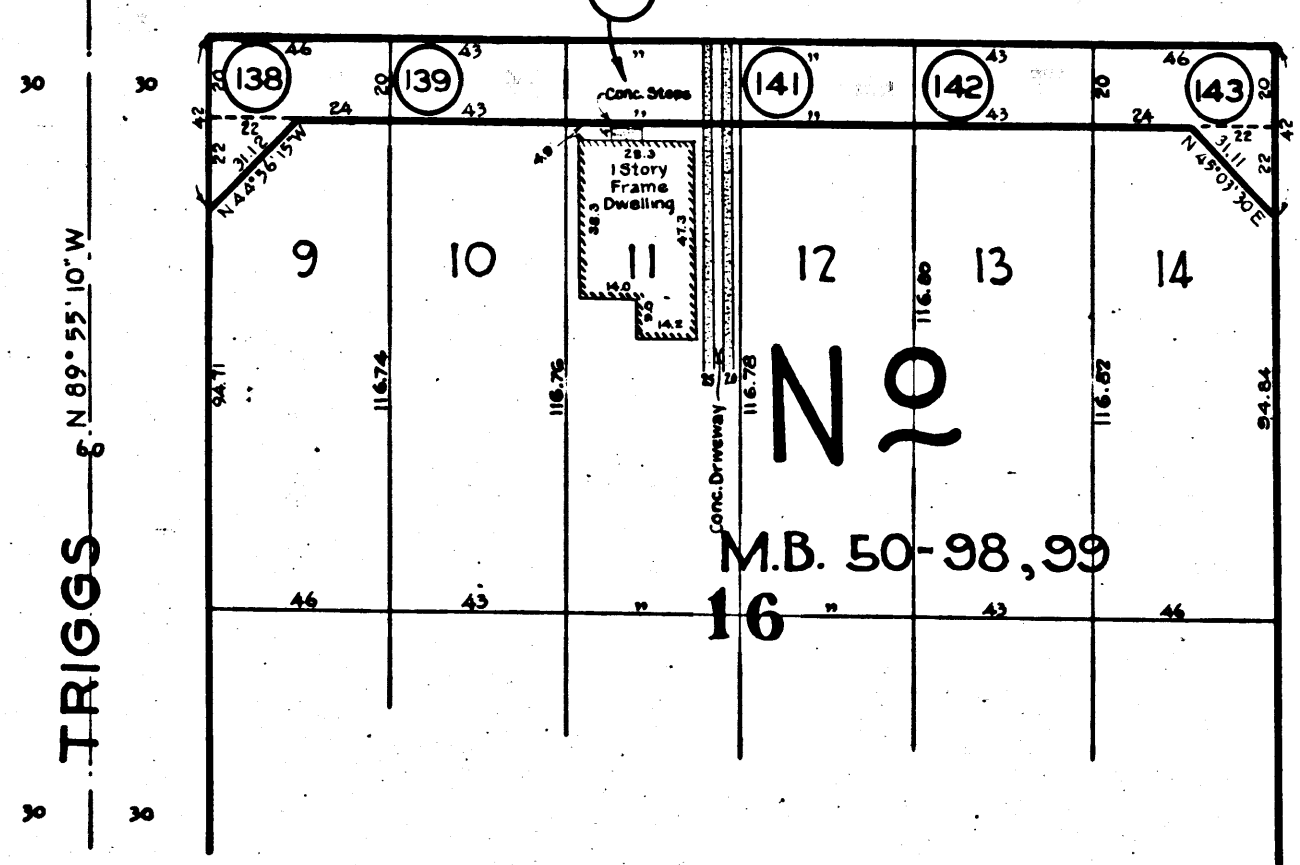 46 43 " " 43 46
30 30 20 138 20 139 141 142 20 143 20
Conc. Steps
42 24 43 " " 43 24 42
22 22
22 31.12 31.11 22
N 44°56'15"W N 45°03'30"E
28.3
1 Story
Frame
Dwelling
38.3 47.3
9 10 11 12 13 14
14.0
9.0
14.2
116.80
94.71 116.74 116.76 116.78 116.82 94.84
22 20
Conc. Driveway
No
N 89°55'10"W
60
TRIGGS
M.B. 50-98,99
46 43 " " 43 46
16
30 30